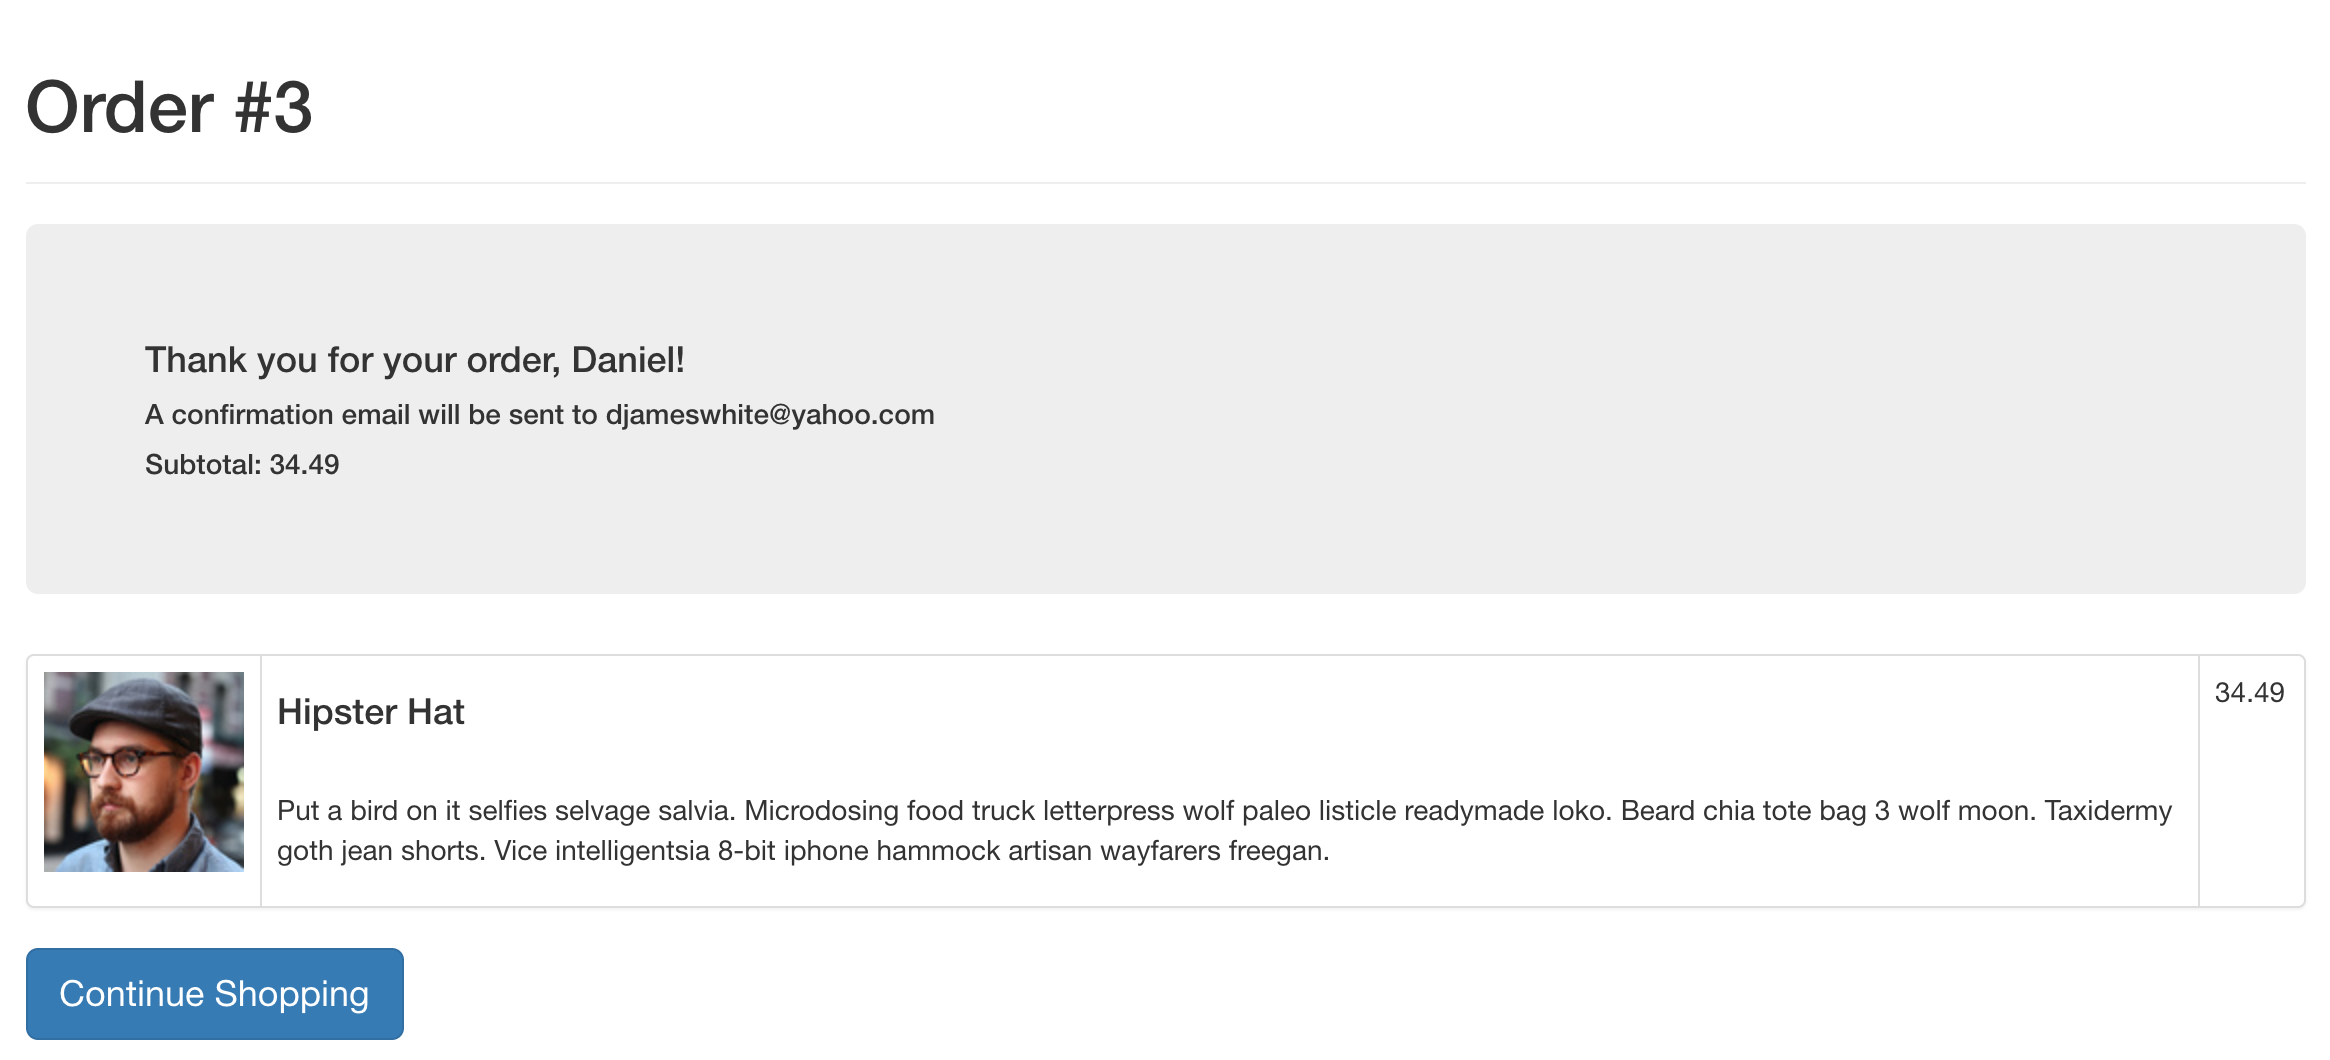 Order #3
Thank you for your order, Daniel!
A confirmation email will be sent to djameswhite@yahoo.com
Subtotal: 34.49
Hipster Hat
34.49
Put a bird on it selfies selvage salvia. Microdosing food truck letterpress wolf paleo listicle readymade loko. Beard chia tote bag 3 wolf moon. Taxidermy
goth jean shorts. Vice intelligentsia 8-bit iphone hammock artisan wayfarers freegan.
Continue Shopping